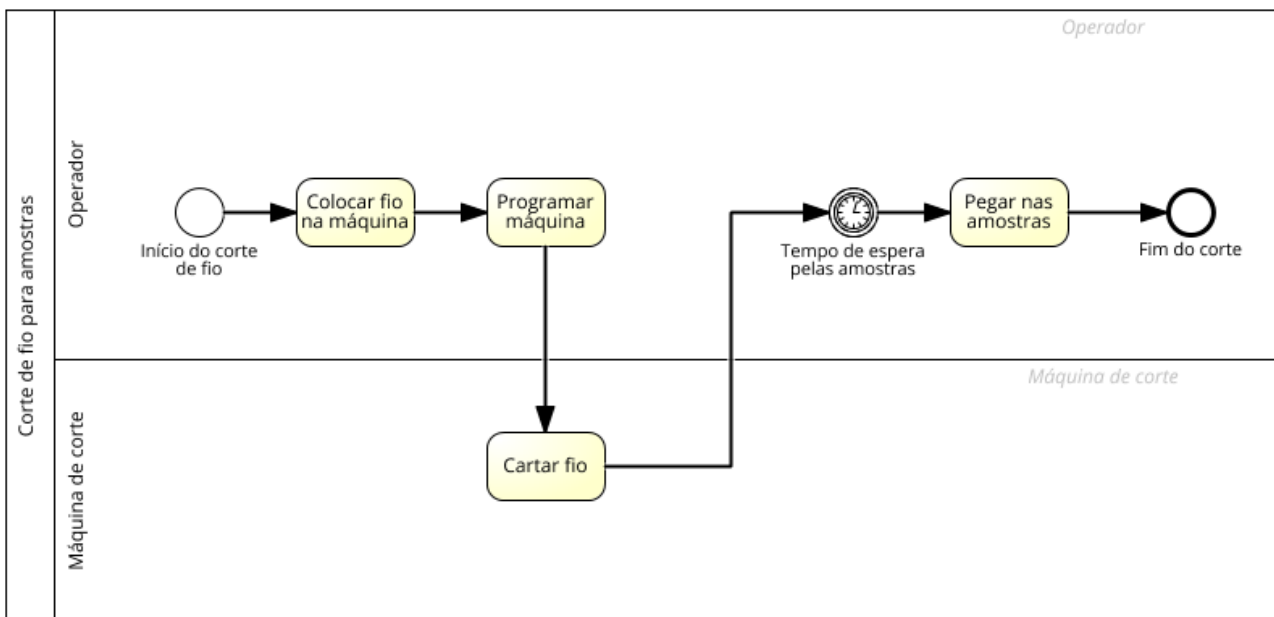 Corte de fio para amostras
Operador
Operador
Início do corte
de fio
Colocar fio
na máquina
Programar
máquina
Tempo de espera
pelas amostras
Pegar nas
amostras
Fim do corte
Máquina de corte
Máquina de corte
Cartar fio